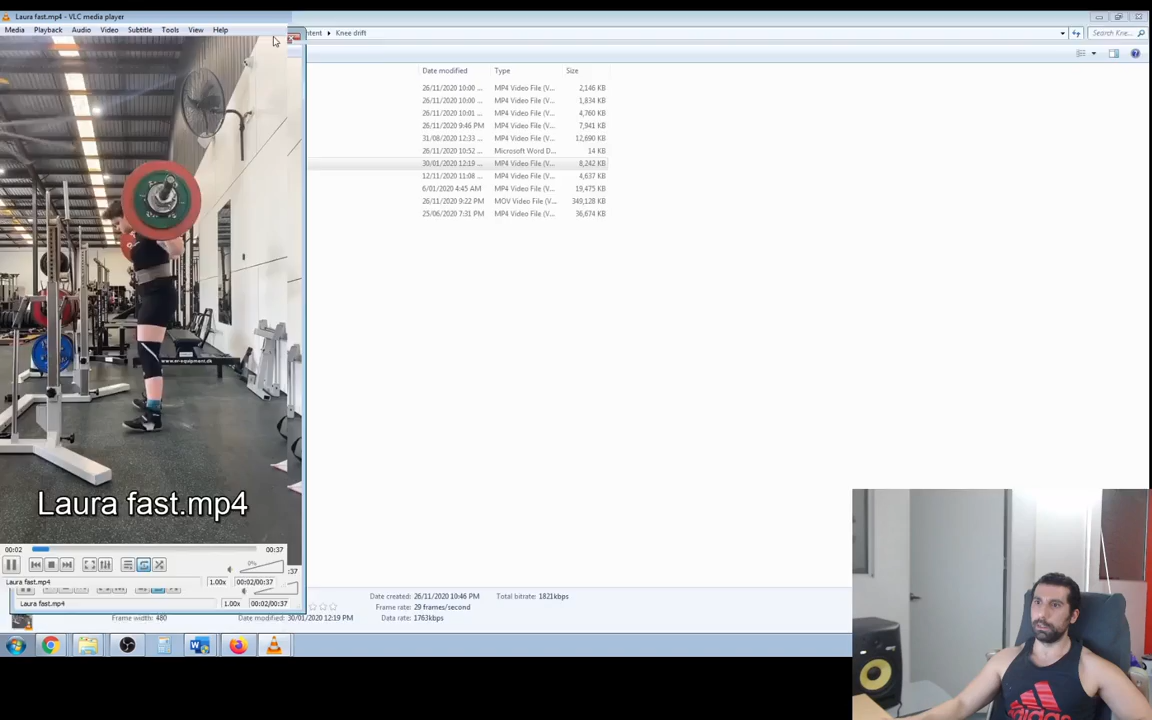 Laura fast.mp4 - VLC media player
Media Playback Audio Video Subtitle Tools View Help
ntent Knee drift
Search Knee...
Date modified Type Size
26/11/2020 10:00 ... MP4 Video File (V... 2,146 KB
26/11/2020 10:00 ... MP4 Video File (V... 1,834 KB
26/11/2020 10:01 ... MP4 Video File (V... 4,760 KB
26/11/2020 9:46 PM MP4 Video File (V... 7,941 KB
31/08/2020 12:33 ... MP4 Video File (V... 12,690 KB
26/11/2020 10:52 ... Microsoft Word D... 14 KB
30/01/2020 12:19 ... MP4 Video File (V... 8,242 KB
12/11/2020 11:08 ... MP4 Video File (V... 4,637 KB
6/01/2020 4:45 AM MP4 Video File (V... 19,475 KB
26/11/2020 9:22 PM MOV Video File (V... 349,128 KB
25/06/2020 7:31 PM MP4 Video File (V... 36,674 KB
www.er-equipment.dk
Laura fast.mp4
00:02 00:37
0%
:37
Laura fast.mp4 1.00x 00:02/00:37
Laura fast.mp4 1.00x 00:02/00:37
Date created: 26/11/2020 10:46 PM Total bitrate: 1821kbps
Frame rate: 29 frames/second
Frame width: 480 Date modified: 30/01/2020 12:19 PM Data rate: 1763kbps
adidas